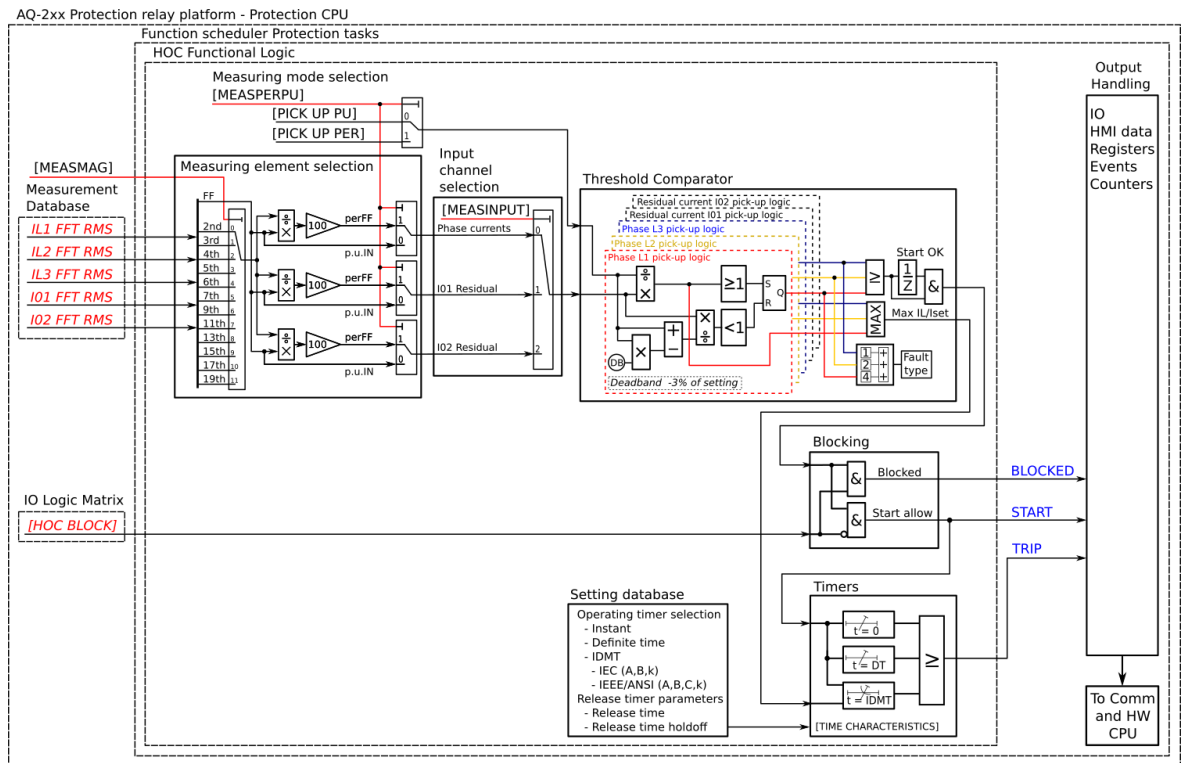 AQ-2xx Protection relay platform - Protection CPU
Function scheduler Protection tasks
HOC Functional Logic
Measuring mode selection
[MEASPERPU]
[PICK UP PU]
0
[PICK UP PER]
1
[MEASMAG]
Measurement
Database
IL1 FFT RMS
IL2 FFT RMS
IL3 FFT RMS
I01 FFT RMS
I02 FFT RMS
Measuring element selection
FF
2nd
3rd
4th
5th
6th
7th
9th
11th
13th
15th
17th
19th
0
1
2
3
4
5
6
7
8
9
10
11
÷
×
100
perFF
p.u.IN
1
0
÷
×
100
perFF
p.u.IN
1
0
÷
×
100
perFF
p.u.IN
1
0
Input
channel
selection
[MEASINPUT]
Phase currents
0
I01 Residual
1
I02 Residual
2
Threshold Comparator
Residual current I02 pick-up logic
Residual current I01 pick-up logic
Phase L3 pick-up logic
Phase L2 pick-up logic
Phase L1 pick-up logic
÷
×
≥1
S
Q
R
×
÷
<1
+
−
×
DB
Deadband -3% of setting
≥
Start OK
1
Z
&
MAX
Max IL/Iset
1 +
2 +
4 +
Fault
type
Blocking
&
Blocked
&
Start allow
BLOCKED
START
TRIP
IO Logic Matrix
[HOC BLOCK]
Setting database
Operating timer selection
- Instant
- Definite time
- IDMT
- IEC (A,B,k)
- IEEE/ANSI (A,B,C,k)
Release timer parameters
- Release time
- Release time holdoff
Timers
t = 0
t = DT
t = IDMT
≥
[TIME CHARACTERISTICS]
Output
Handling
IO
HMI data
Registers
Events
Counters
To Comm
and HW
CPU